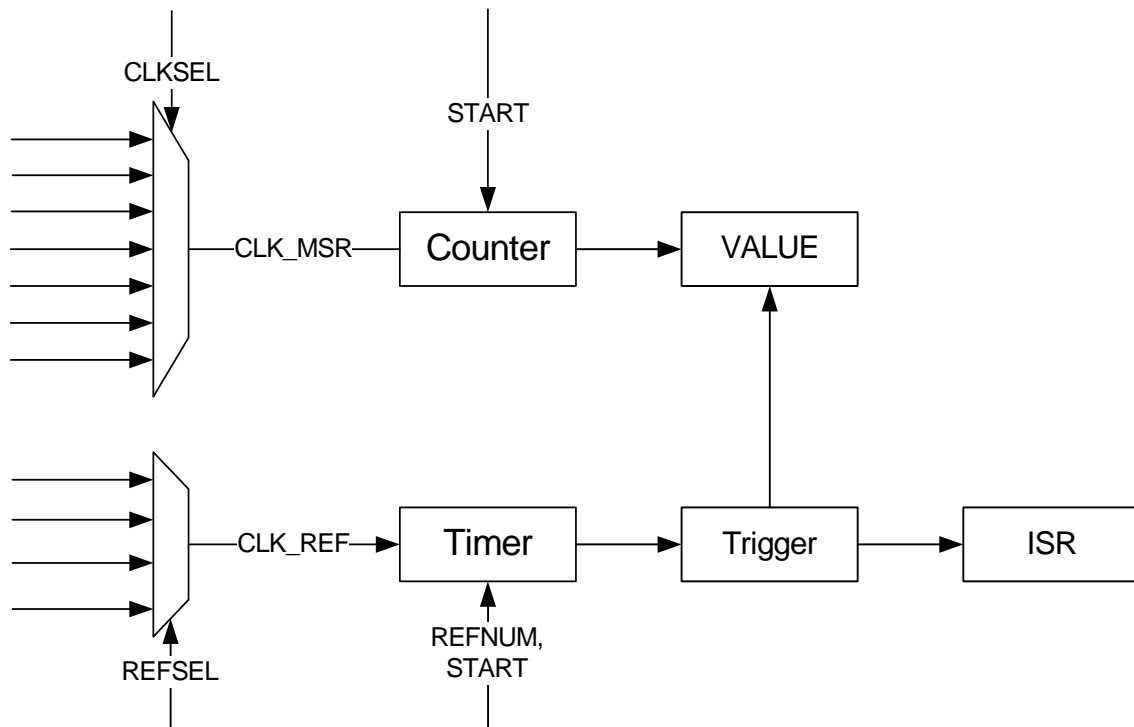 CLKSEL
START
CLK_MSR
Counter
VALUE
CLK_REF
Timer
Trigger
ISR
REFNUM,
START
REFSEL